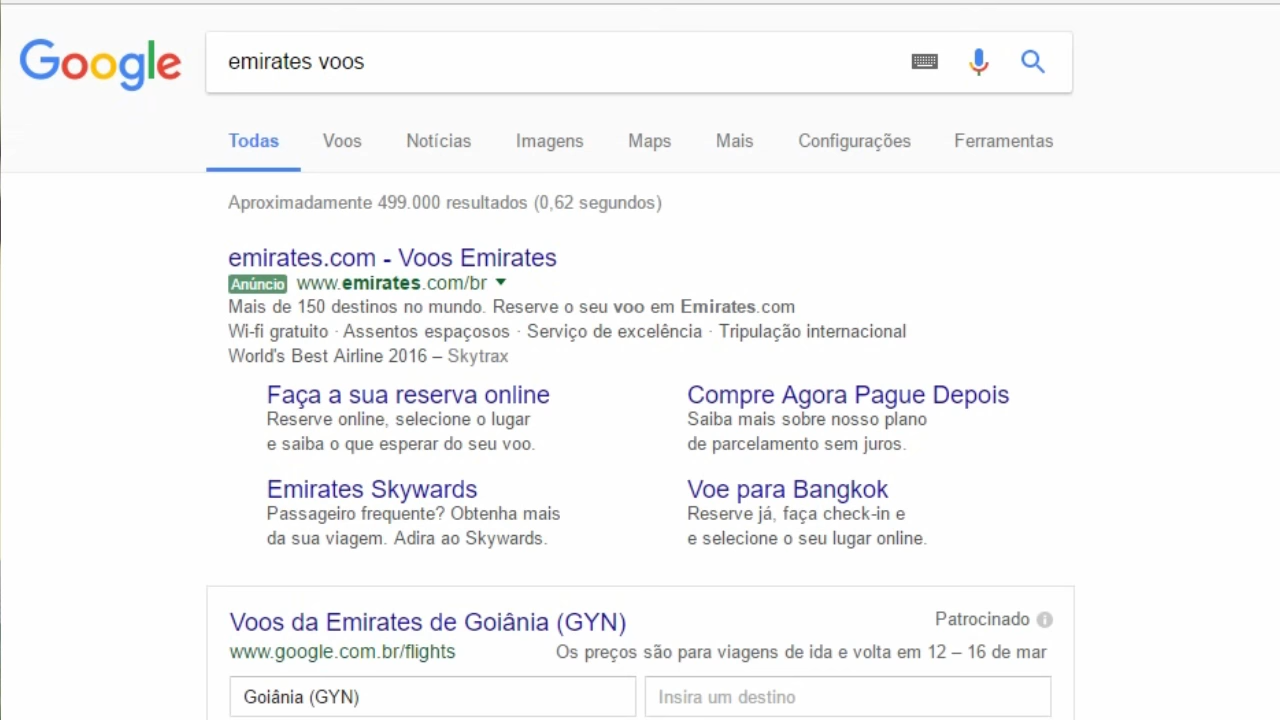 Google
emirates voos
Todas Voos Notícias Imagens Maps Mais Configurações Ferramentas
Aproximadamente 499.000 resultados (0,62 segundos)
emirates.com - Voos Emirates
Anúncio www.emirates.com/br
Mais de 150 destinos no mundo. Reserve o seu voo em Emirates.com
Wi-fi gratuito · Assentos espaçosos · Serviço de excelência · Tripulação internacional
World's Best Airline 2016 – Skytrax
Faça a sua reserva online
Reserve online, selecione o lugar
e saiba o que esperar do seu voo.
Compre Agora Pague Depois
Saiba mais sobre nosso plano
de parcelamento sem juros.
Emirates Skywards
Passageiro frequente? Obtenha mais
da sua viagem. Adira ao Skywards.
Voe para Bangkok
Reserve já, faça check-in e
e selecione o seu lugar online.
Voos da Emirates de Goiânia (GYN)
Patrocinado
www.google.com.br/flights
Os preços são para viagens de ida e volta em 12 – 16 de mar
Goiânia (GYN)
Insira um destino